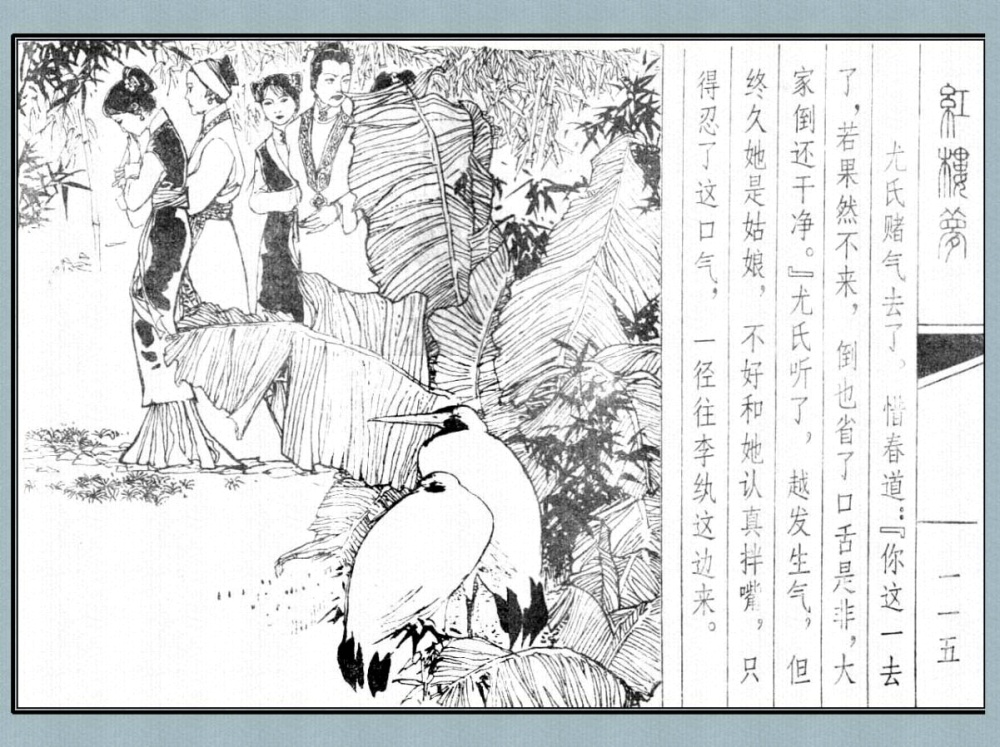 紅樓夢
一一五
尤氏赌气去了。惜春道：『你这一去
了，若果然不来，倒也省了口舌是非，大
家倒还干净。』尤氏听了，越发生气，但
终久她是姑娘，不好和她认真拌嘴，只
得忍了这口气，一径往李纨这边来。